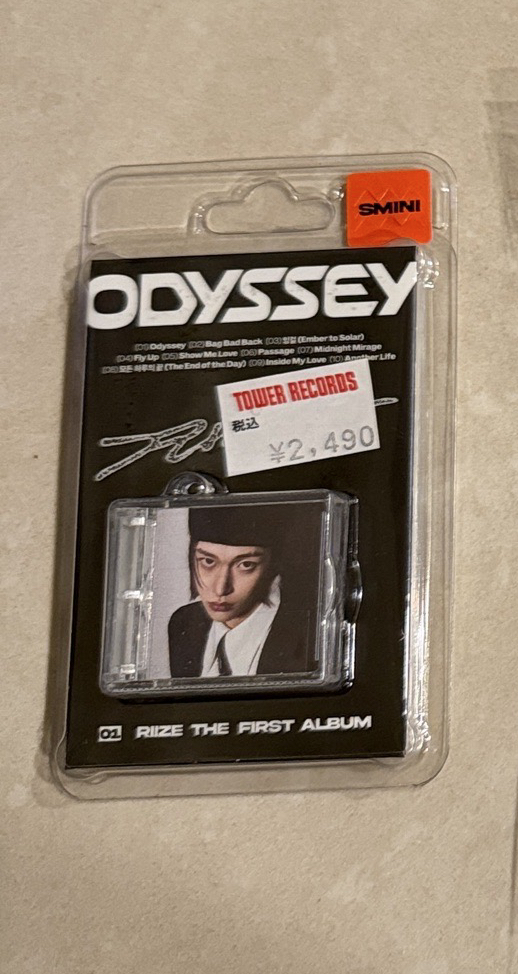 SMINI
ODYSSEY
(01) Odyssey (02) Bag Bad Back (03) 잉걸 (Ember to Solar)
(04) Fly Up (05) Show Me Love (06) Passage (07) Midnight Mirage
(08) 모든 하루의 끝 (The End of the Day) (09) Inside My Love (10) Another Life
TOWER RECORDS
税込
¥2,490
01 RIIZE THE FIRST ALBUM